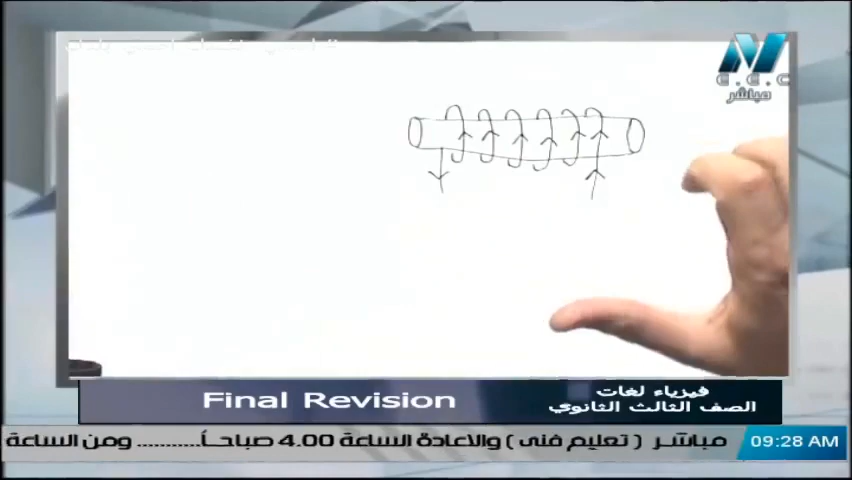 E.E.C
مباشر
Final Revision
فيزياء لغات
الصف الثالث الثانوي
مباشر ( تعليم فنى ) والاعادة الساعة 4.00 صباحاً.......... ومن الساعة
09:28 AM